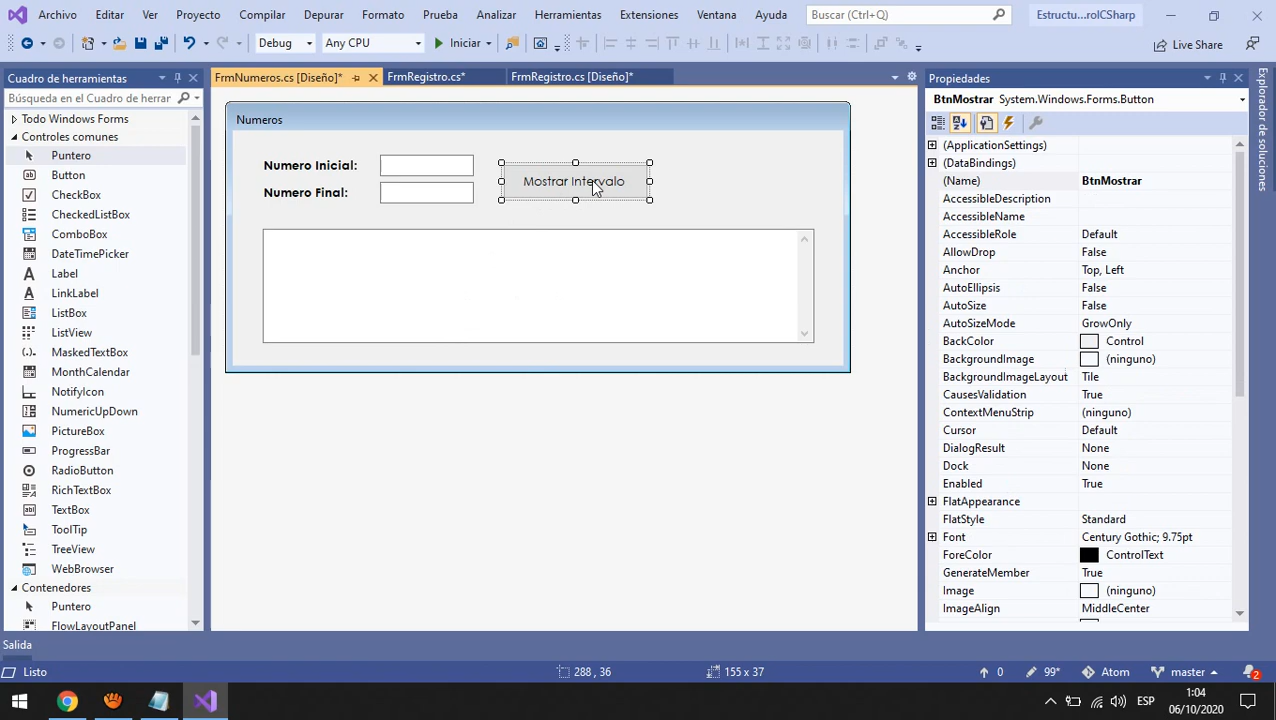 Archivo Editar Ver Proyecto Compilar Depurar Formato Prueba Analizar Herramientas Extensiones Ventana Ayuda Buscar (Ctrl+Q) Estructu...rolCSharp
Debug Any CPU Iniciar Live Share
Cuadro de herramientas
Búsqueda en el Cuadro de herrar
Todo Windows Forms
Controles comunes
Puntero
Button
CheckBox
CheckedListBox
ComboBox
DateTimePicker
Label
LinkLabel
ListBox
ListView
MaskedTextBox
MonthCalendar
NotifyIcon
NumericUpDown
PictureBox
ProgressBar
RadioButton
RichTextBox
TextBox
ToolTip
TreeView
WebBrowser
Contenedores
Puntero
FlowLayoutPanel
FrmNumeros.cs [Diseño]* FrmRegistro.cs* FrmRegistro.cs [Diseño]*
Numeros
Numero Inicial:
Numero Final:
Mostrar Intervalo
Propiedades
BtnMostrar System.Windows.Forms.Button
(ApplicationSettings)
(DataBindings)
(Name) BtnMostrar
AccessibleDescription
AccessibleName
AccessibleRole Default
AllowDrop False
Anchor Top, Left
AutoEllipsis False
AutoSize False
AutoSizeMode GrowOnly
BackColor Control
BackgroundImage (ninguno)
BackgroundImageLayout Tile
CausesValidation True
ContextMenuStrip (ninguno)
Cursor Default
DialogResult None
Dock None
Enabled True
FlatAppearance
FlatStyle Standard
Font Century Gothic; 9.75pt
ForeColor ControlText
GenerateMember True
Image (ninguno)
ImageAlign MiddleCenter
Explorador de soluciones
Salida
Listo 288, 36 155 x 37 0 99* Atom master 2
ESP 1:04
06/10/2020